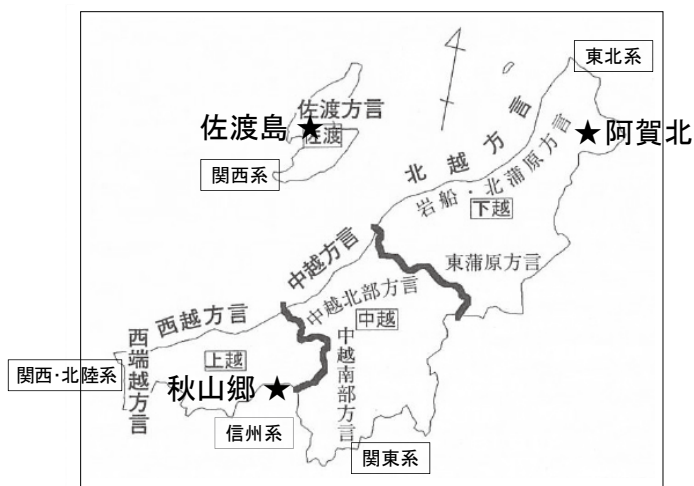 東北系
佐渡方言
佐渡島 ★
佐渡
★ 阿賀北
関西系
北越方言
岩船・北蒲原方言
下越
東蒲原方言
中越方言
中越北部方言
中越
中越南部方言
西越方言
上越
西端越方言
関西・北陸系
秋山郷 ★
信州系
関東系